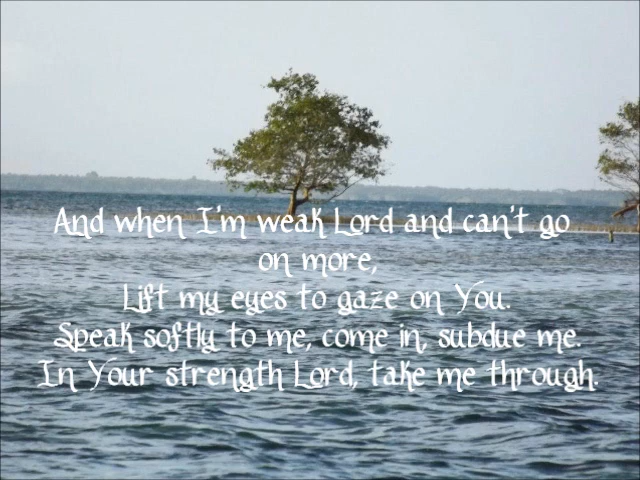 And when I'm weak Lord and can't go
on more,
Lift my eyes to gaze on You.
Speak softly to me, come in, subdue me.
In Your strength Lord, take me through.